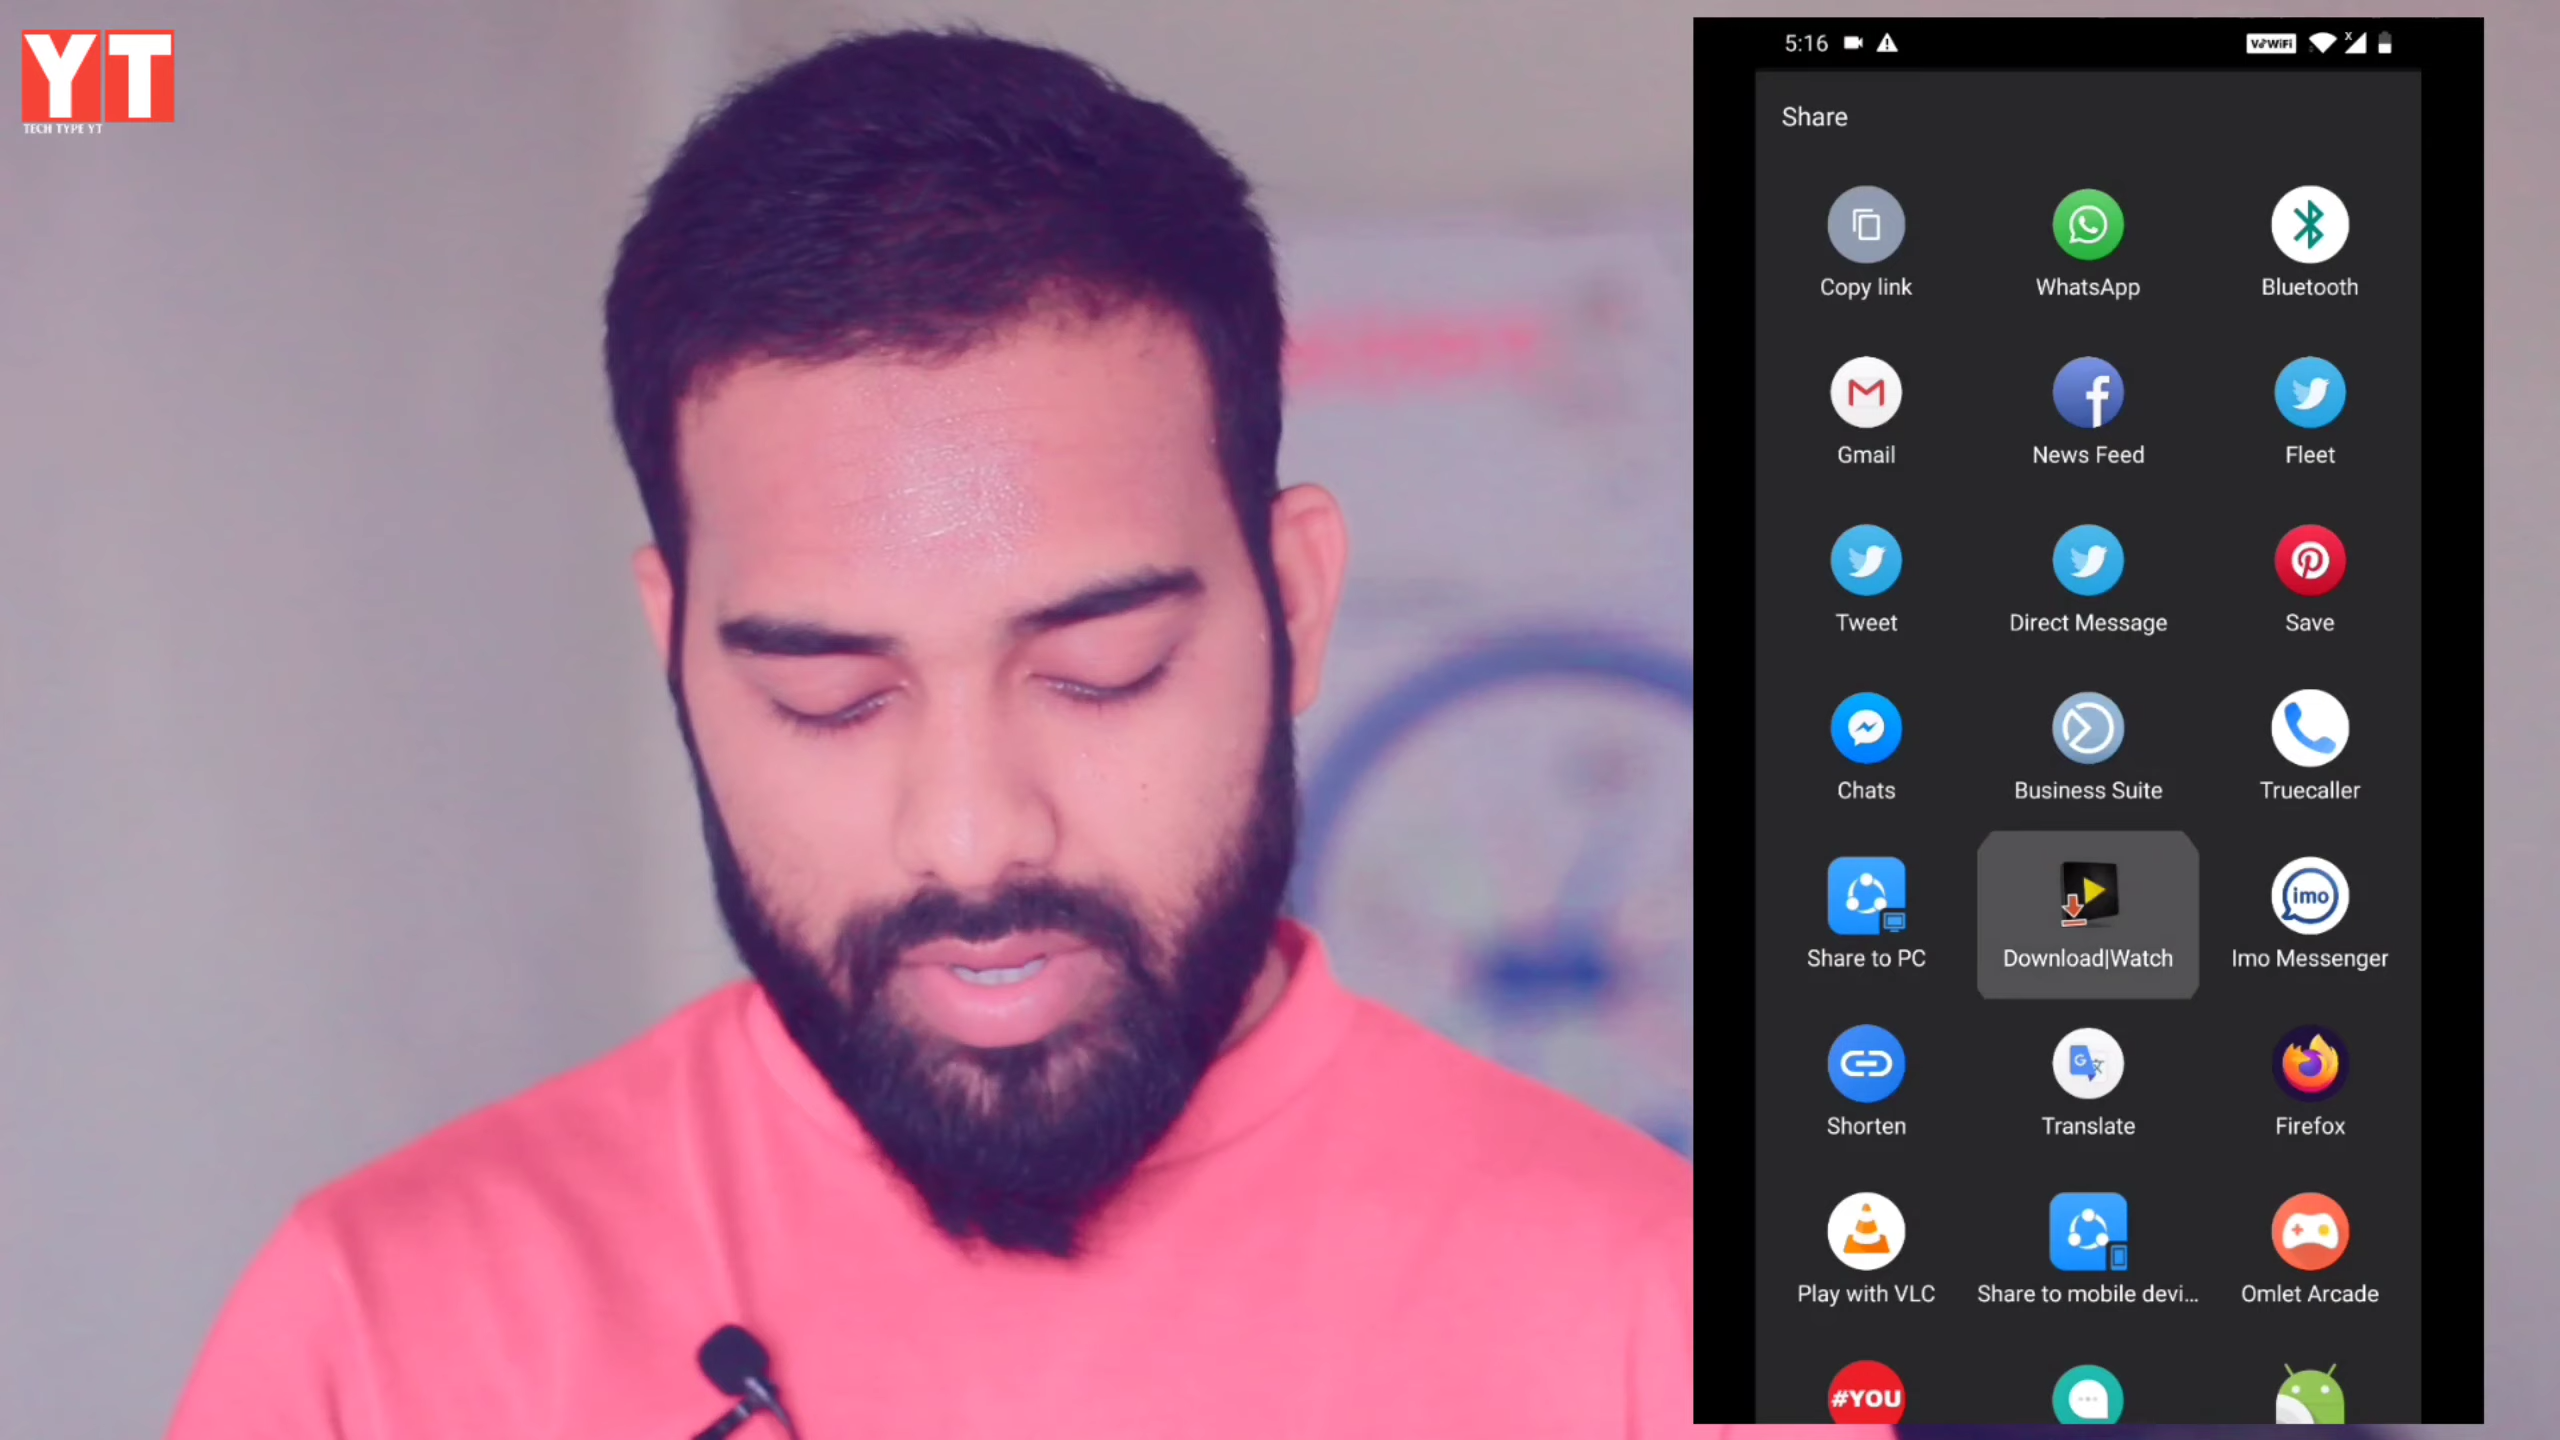 YT
TECH TYPE YT
5:16
Vo WiFi
X
Share
Copy link
WhatsApp
Bluetooth
Gmail
News Feed
Fleet
Tweet
Direct Message
Save
Chats
Business Suite
Truecaller
imo
Share to PC
Download|Watch
Imo Messenger
Shorten
Translate
Firefox
Play with VLC
Share to mobile devi...
Omlet Arcade
#YOU